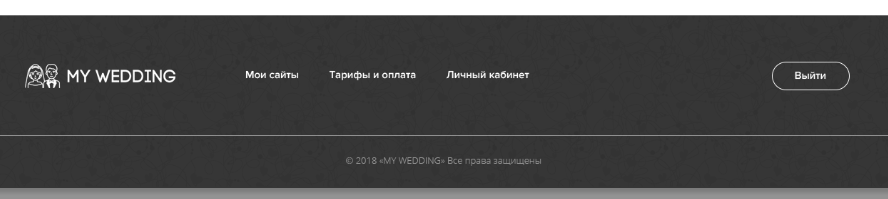 MY WEDDING Мои сайты Тарифы и оплата Личный кабинет Выйти
© 2018 «MY WEDDING» Все права защищены